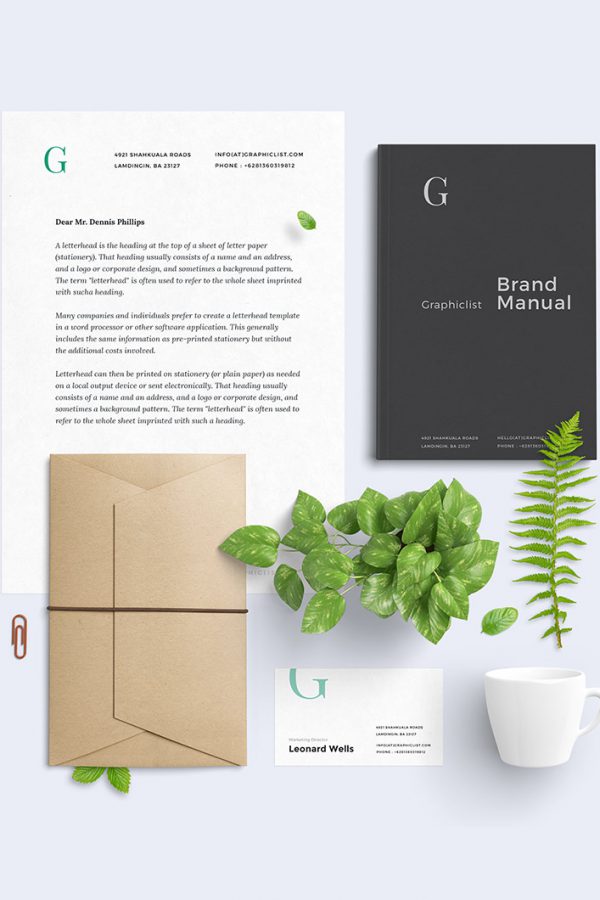 G
4921 SHAHKUALA ROADS
LAMDINGIN, BA 23127
INFO(AT)GRAPHICLIST.COM
PHONE : +6281360319812
Dear Mr. Dennis Phillips
A letterhead is the heading at the top of a sheet of letter paper
(stationery). That heading usually consists of a name and an address,
and a logo or corporate design, and sometimes a background pattern.
The term "letterhead" is often used to refer to the whole sheet imprinted
with sucha heading.
Many companies and individuals prefer to create a letterhead template
in a word processor or other software application. This generally
includes the same information as pre-printed stationery but without
the additional costs involved.
Letterhead can then be printed on stationery (or plain paper) as needed
on a local output device or sent electronically. That heading usually
consists of a name and an address, and a logo or corporate design, and
sometimes a background pattern. The term "letterhead" is often used to
refer to the whole sheet imprinted with such a heading.
G
Graphiclist
Brand
Manual
4921 SHAHKUALA ROADS
LAMDINGIN, BA 23127
HELLO(AT)GRAPHIC
PHONE : +6281360
G
Marketing Director
Leonard Wells
4921 SHAHKUALA ROADS
LAMDINGIN, BA 23127
INFO(AT)GRAPHICLIST.COM
PHONE : +6281360319812